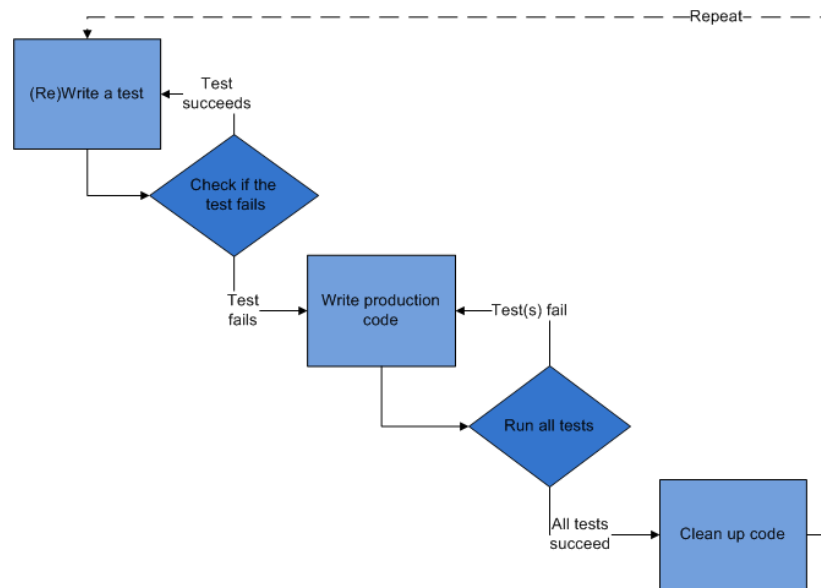 Repeat
(Re)Write a test
Test
succeeds
Check if the
test fails
Test
fails
Write production
code
Test(s) fail
Run all tests
All tests
succeed
Clean up code